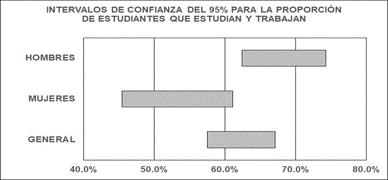 INTERVALOS DE CONFIANZA DEL 95% PARA LA PROPORCIÓN
DE ESTUDIANTES QUE ESTUDIAN Y TRABAJAN
HOMBRES
MUJERES
GENERAL
40.0% 50.0% 60.0% 70.0% 80.0%